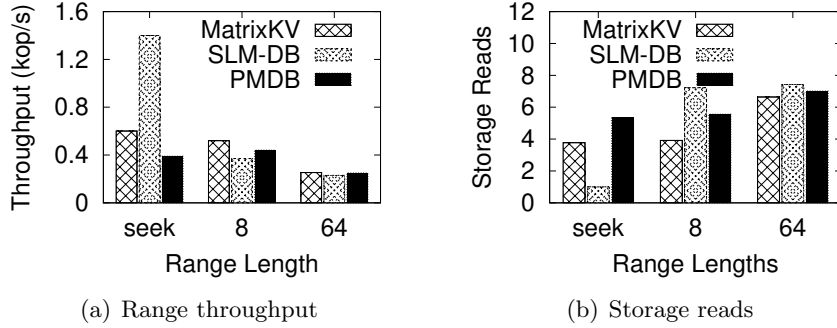 MatrixKV
SLM-DB
PMDB
Throughput (kop/s)
1.6
1.2
0.8
0.4
0
seek 8 64
Range Length
(a) Range throughput
MatrixKV
SLM-DB
PMDB
Storage Reads
12
10
8
6
4
2
0
seek 8 64
Range Lengths
(b) Storage reads